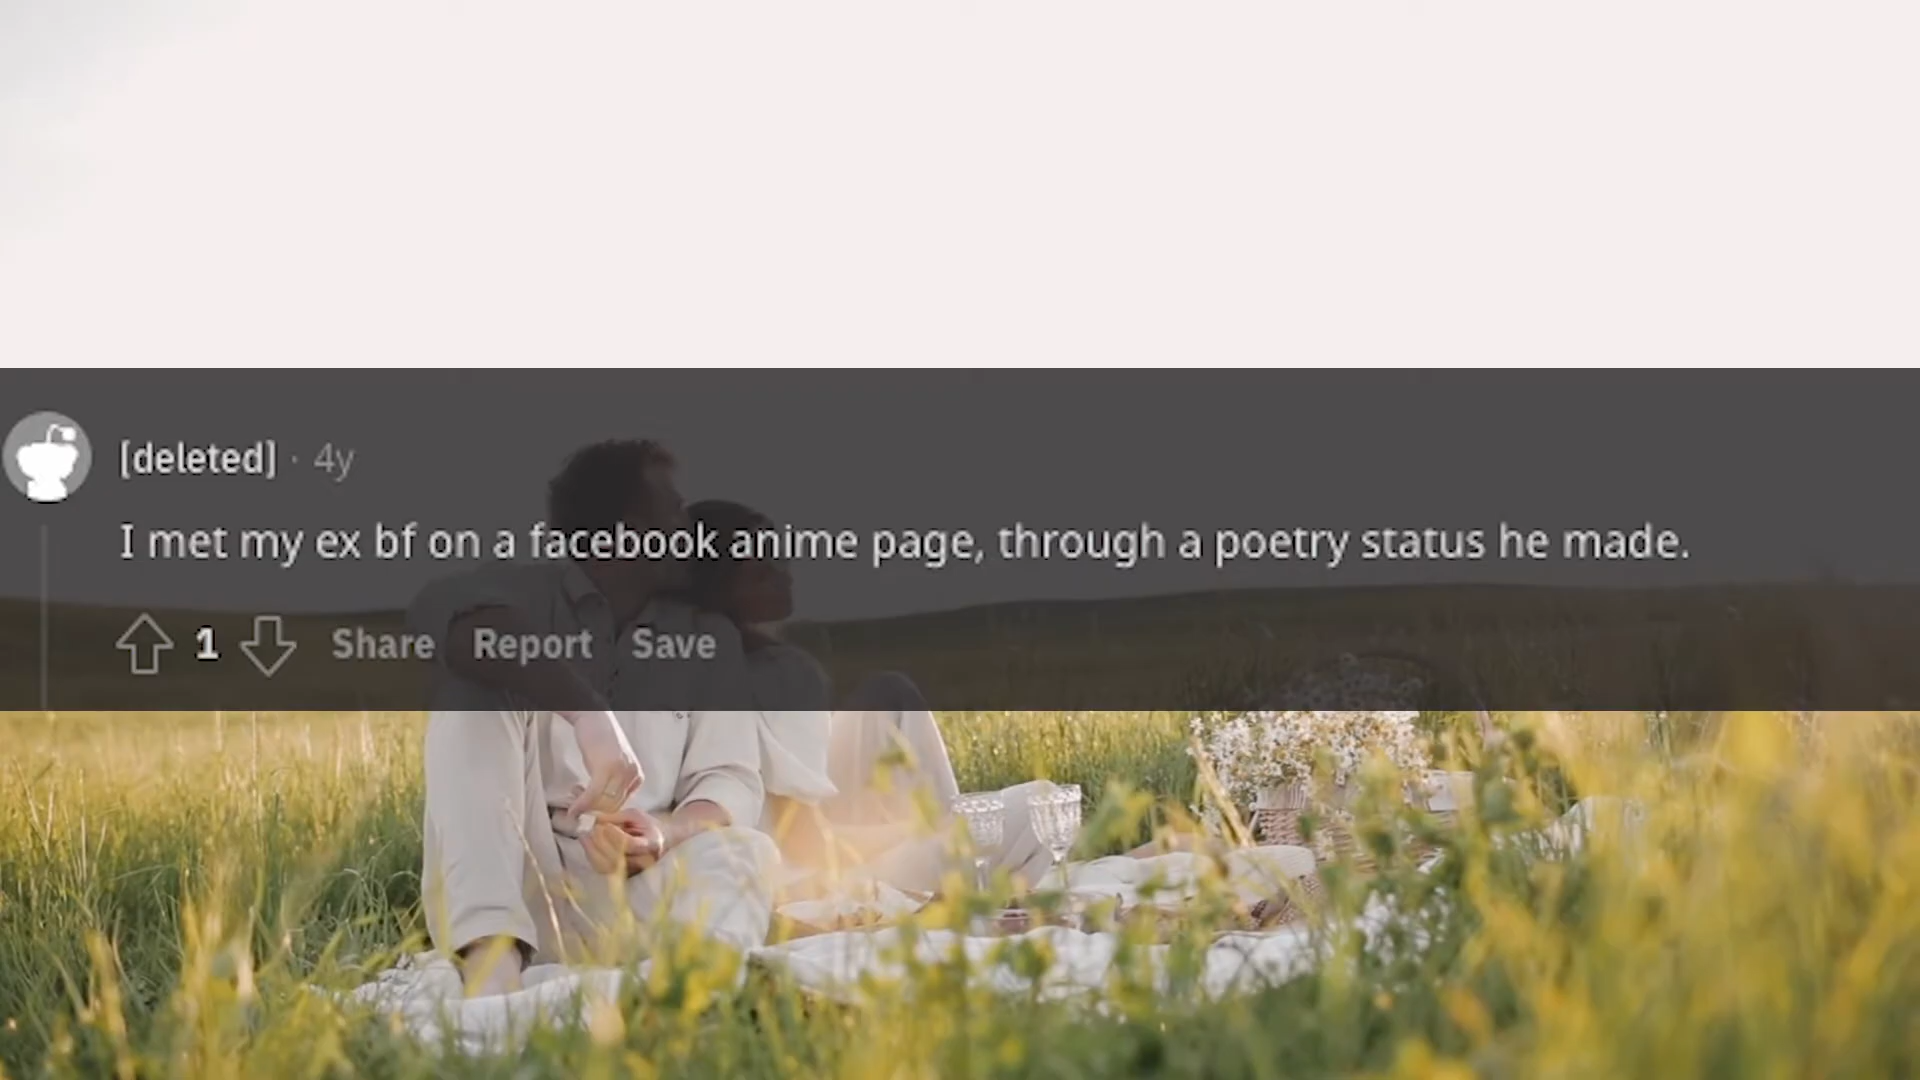 [deleted] · 4y
I met my ex bf on a facebook anime page, through a poetry status he made.
1 Share Report Save